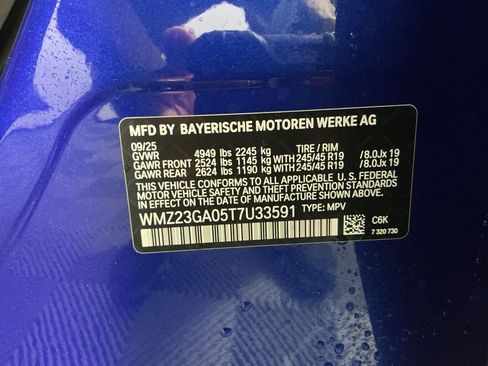 MFD BY BAYERISCHE MOTOREN WERKE AG
09/25
GVWR 4949 lbs 2245 kg TIRE / RIM
GAWR FRONT 2524 lbs 1145 kg WITH 245/45 R19 /8.0Jx 19
GAWR REAR 2624 lbs 1190 kg WITH 245/45 R19 /8.0Jx 19
THIS VEHICLE CONFORMS TO ALL APPLICABLE U.S. FEDERAL
MOTOR VEHICLE SAFETY, BUMPER, AND THEFT PREVENTION
STANDARDS IN EFFECT ON THE
DATE OF MANUFACTURE SHOWN ABOVE.
WMZ23GA05T7U33591 TYPE: MPV
C6K
7 320 730